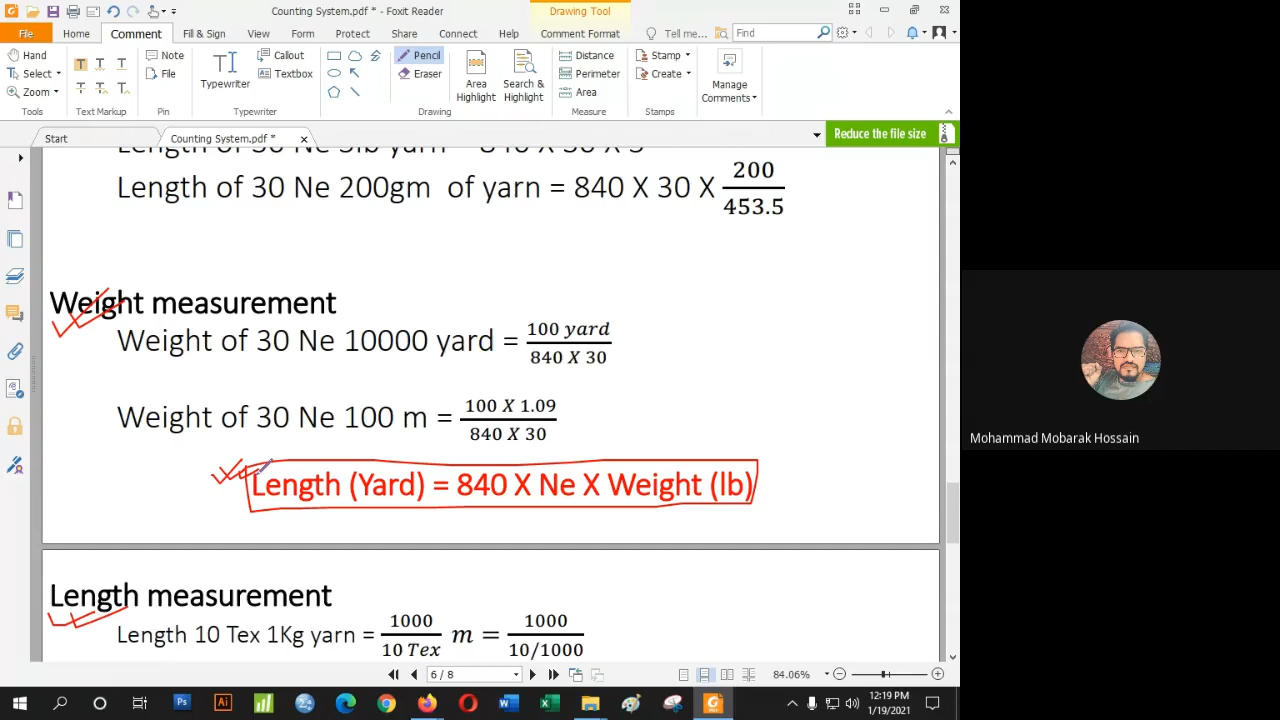 Counting System.pdf * - Foxit Reader
Drawing Tool
File Home Comment Fill & Sign View Form Protect Share Connect Help Comment Format Tell me... Find
Hand
Select
Zoom
Tools
Text Markup
Note
File
Pin
Typewriter
Callout
Textbox
Typewriter
Pencil
Eraser
Area Highlight
Search & Highlight
Drawing
Distance
Perimeter
Area
Measure
Stamp
Create
Stamps
Manage Comments
Comments
Start
Counting System.pdf *
Reduce the file size
Length of 30 Ne 200gm of yarn = 840 X 30 X 200/453.5
Weight measurement
Weight of 30 Ne 10000 yard = 100 yard/840 X 30
Weight of 30 Ne 100 m = 100 X 1.09/840 X 30
Length (Yard) = 840 X Ne X Weight (lb)
Length measurement
Length 10 Tex 1Kg yarn = 1000/10 Tex m = 1000/10/1000
6 / 8
84.06%
12:19 PM
1/19/2021
Mohammad Mobarak Hossain